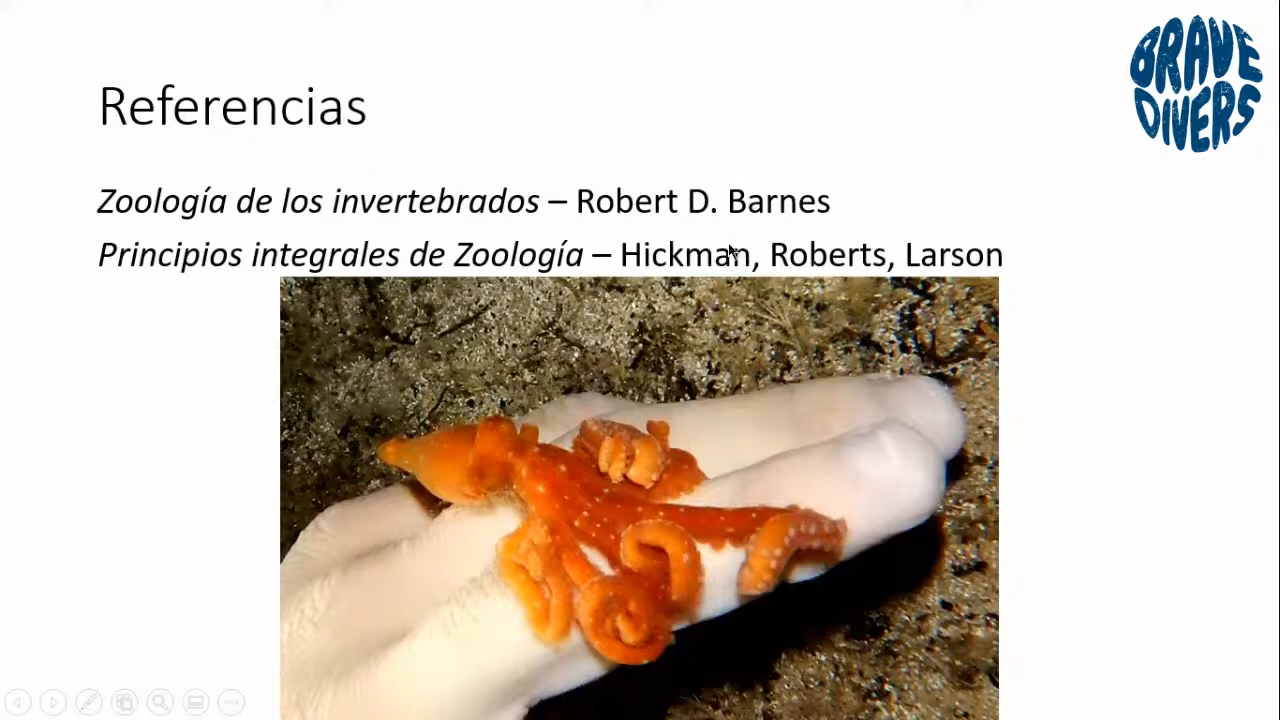 BRAVE
DIVERS
Referencias
Zoología de los invertebrados – Robert D. Barnes
Principios integrales de Zoología – Hickman, Roberts, Larson